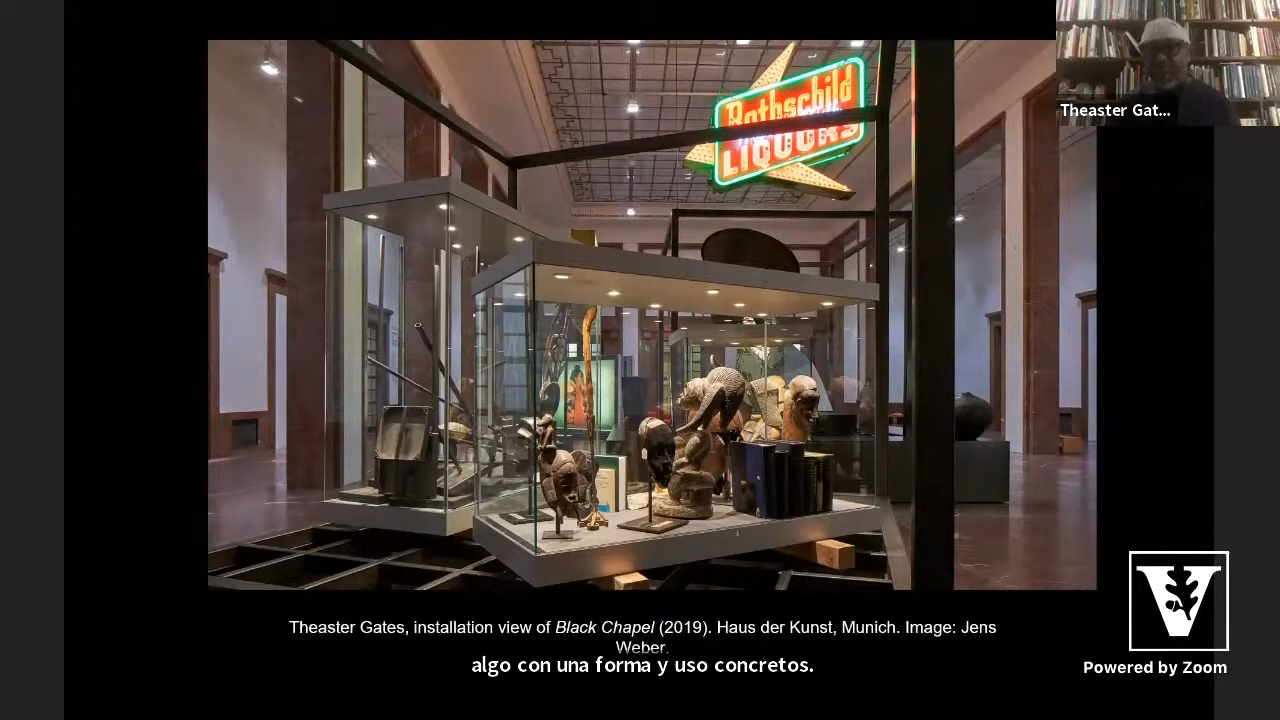 Rothschild
LIQUORS
Theaster Gat...
Theaster Gates, installation view of Black Chapel (2019). Haus der Kunst, Munich. Image: Jens
Weber.
algo con una forma y uso concretos.
V
Powered by Zoom